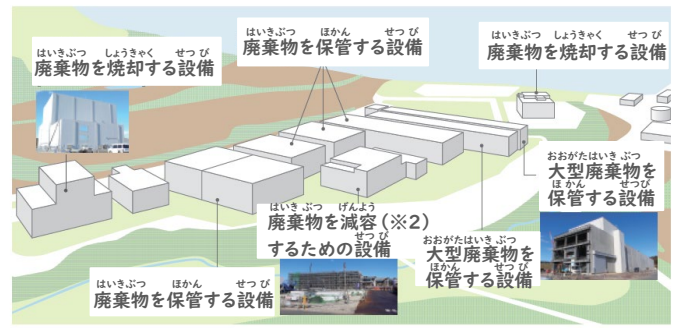 はいきぶつ しょうきゃく せつび
廃棄物を焼却する設備
はいきぶつ ほかん せつび
廃棄物を保管する設備
はいきぶつ しょうきゃく せつび
廃棄物を焼却する設備
おおがたはいきぶつ
大型廃棄物を
ほかん せつび
保管する設備
はいきぶつ げんよう
廃棄物を減容(※2)
せつび
するための設備
おおがたはいきぶつ
大型廃棄物を
ほかん せつび
保管する設備
はいきぶつ ほかん せつび
廃棄物を保管する設備